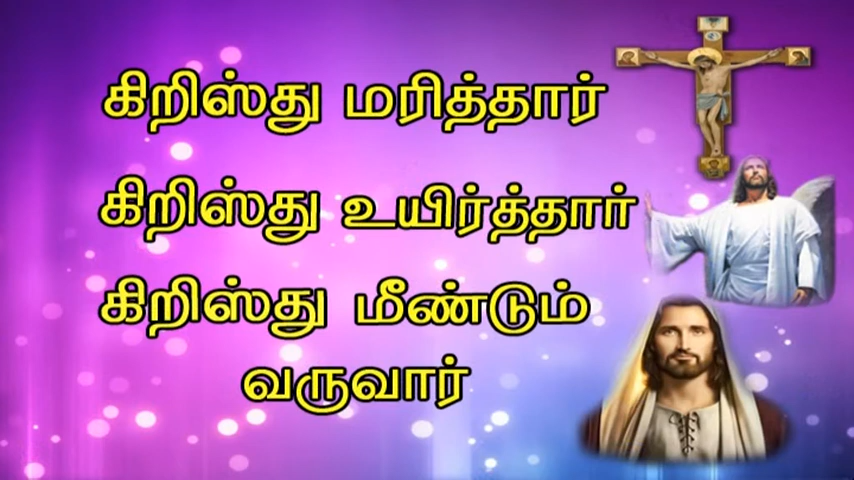 கிறிஸ்து மரித்தார்
கிறிஸ்து உயிர்த்தார்
கிறிஸ்து மீண்டும்
வருவார்